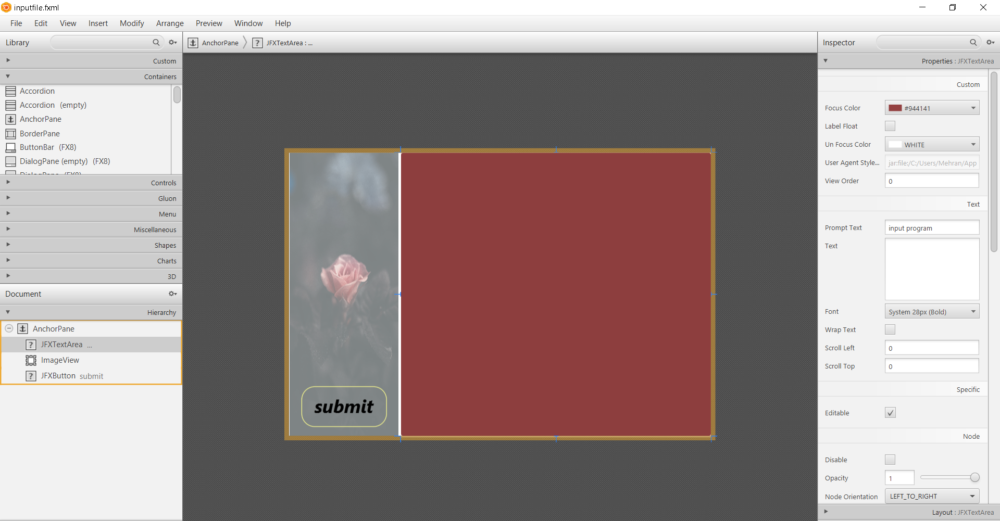 inputfile.fxml
File Edit View Insert Modify Arrange Preview Window Help
Library
Custom
Containers
Accordion
Accordion (empty)
AnchorPane
BorderPane
ButtonBar (FX8)
DialogPane (empty) (FX8)
DialogPane (FX8)
Controls
Gluon
Menu
Miscellaneous
Shapes
Charts
3D
Document
Hierarchy
AnchorPane
JFXTextArea ...
ImageView
JFXButton submit
AnchorPane JFXTextArea : ...
submit
Inspector
Properties : JFXTextArea
Custom
Focus Color #944141
Label Float
Un Focus Color WHITE
User Agent Style... jar:file:/C:/Users/Mehran/App
View Order 0
Text
Prompt Text input program
Text
Font System 28px (Bold)
Wrap Text
Scroll Left 0
Scroll Top 0
Specific
Editable
Node
Disable
Opacity 1
Node Orientation LEFT_TO_RIGHT
Layout : JFXTextArea